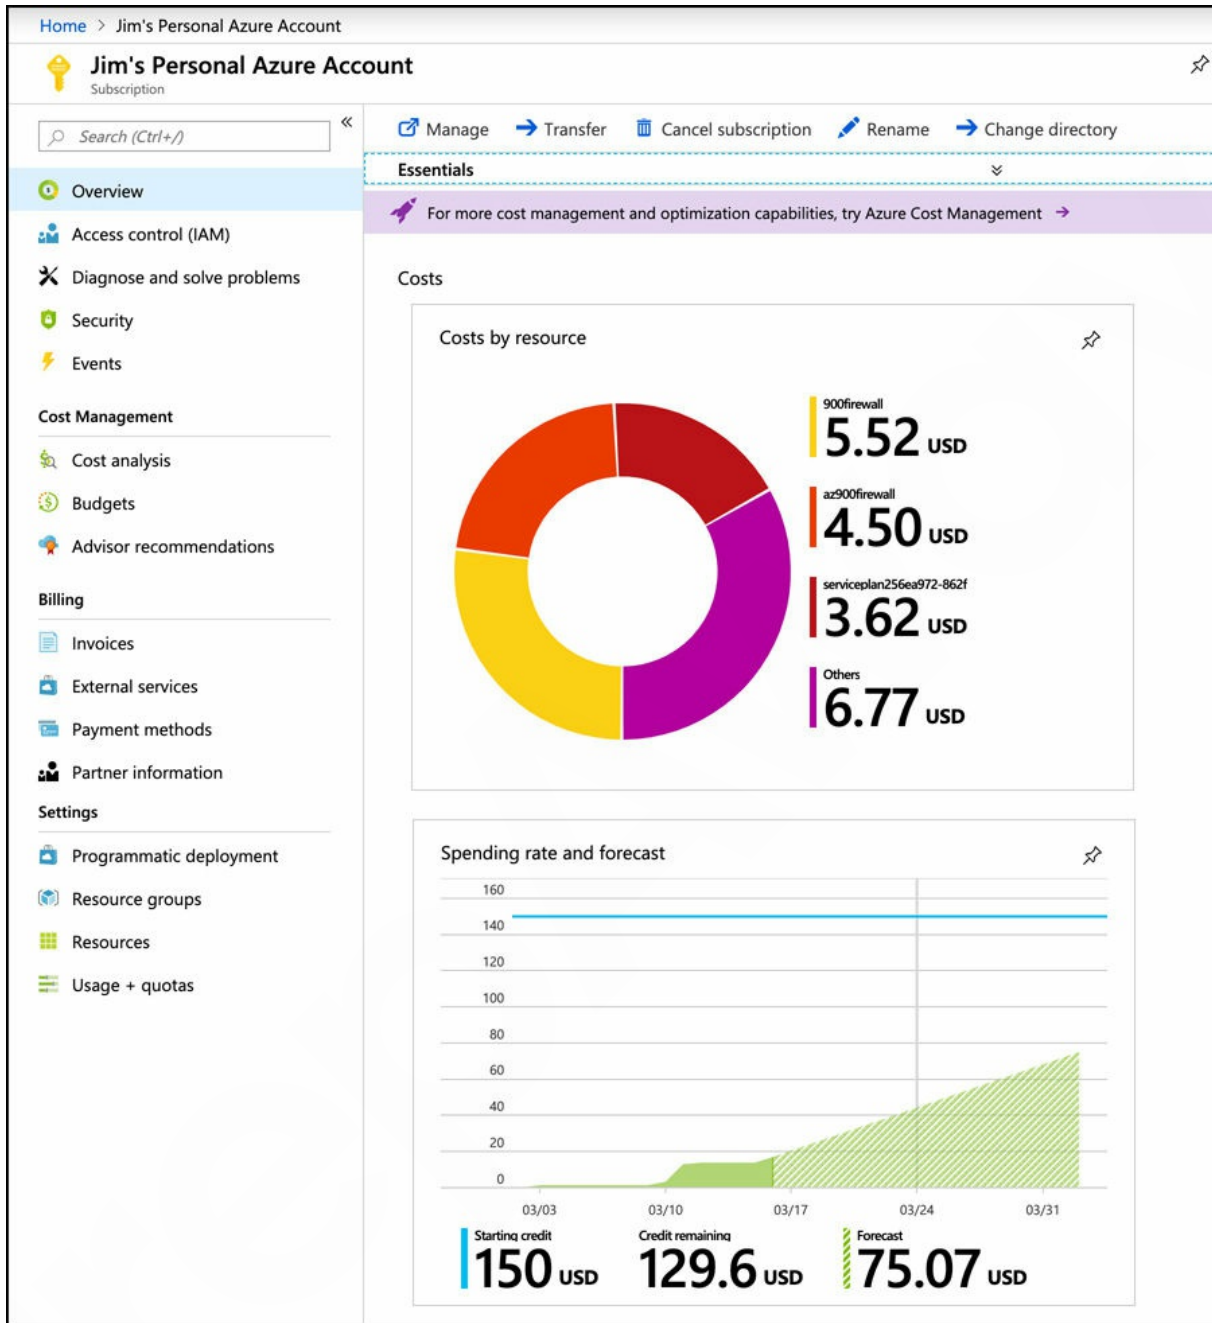 Home > Jim's Personal Azure Account
Jim's Personal Azure Account
Subscription
Search (Ctrl+/)
«
Overview
Access control (IAM)
Diagnose and solve problems
Security
Events
Cost Management
Cost analysis
Budgets
Advisor recommendations
Billing
Invoices
External services
Payment methods
Partner information
Settings
Programmatic deployment
Resource groups
Resources
Usage + quotas
Manage Transfer Cancel subscription Rename Change directory
Essentials
For more cost management and optimization capabilities, try Azure Cost Management →
Costs
Costs by resource
900firewall
5.52 USD
az900firewall
4.50 USD
serviceplan256ea972-862f
3.62 USD
Others
6.77 USD
Spending rate and forecast
160
140
120
100
80
60
40
20
0
03/03 03/10 03/17 03/24 03/31
Starting credit
150 USD
Credit remaining
129.6 USD
Forecast
75.07 USD